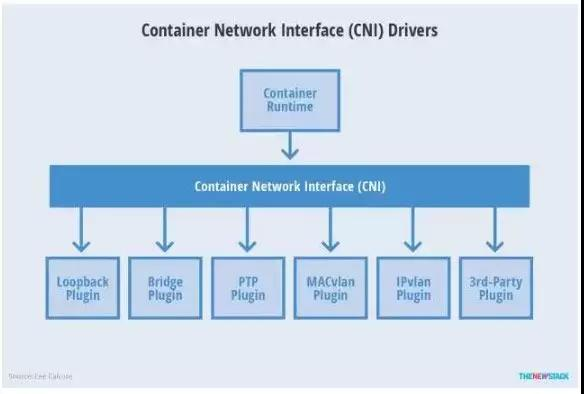 Container Network Interface (CNI) Drivers
Container
Runtime
Container Network Interface (CNI)
Loopback
Plugin
Bridge
Plugin
PTP
Plugin
MACvlan
Plugin
IPvlan
Plugin
3rd-Party
Plugin
Source: Lee Calcote
THENEWSTACK